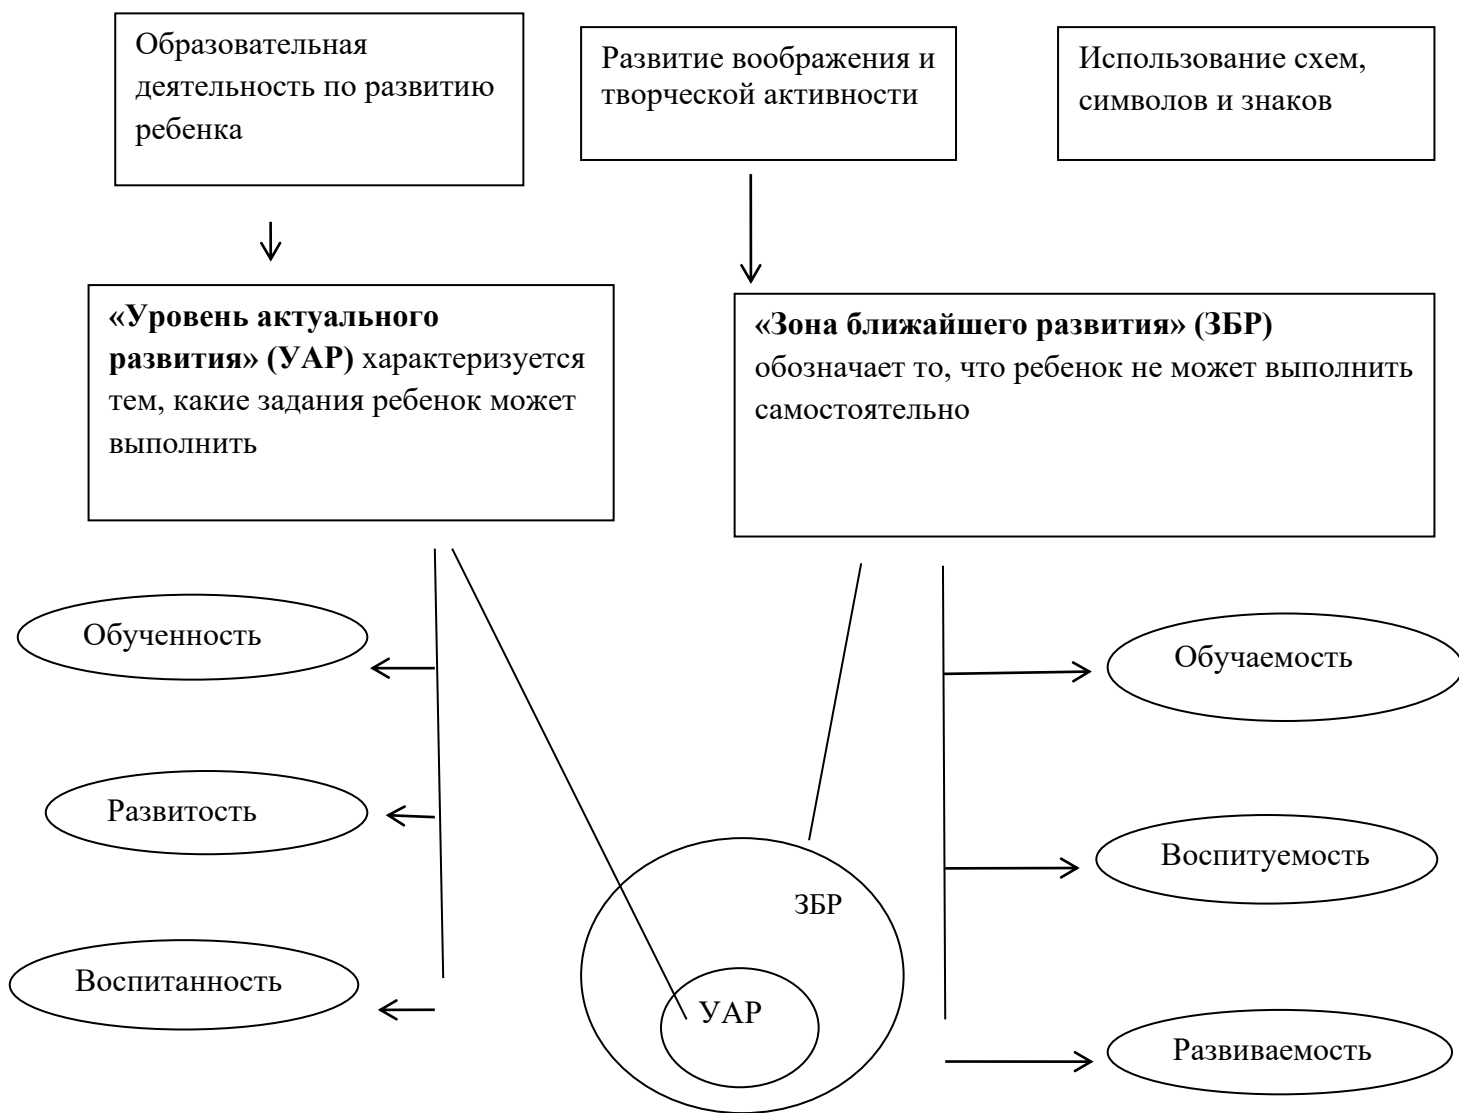 Образовательная
деятельность по развитию
ребенка
Развитие воображения и
творческой активности
Использование схем,
символов и знаков
«Уровень актуального
развития» (УАР) характеризуется
тем, какие задания ребенок может
выполнить
«Зона ближайшего развития» (ЗБР)
обозначает то, что ребенок не может выполнить
самостоятельно
Обученность
Развитость
Воспитанность
ЗБР
УАР
Обучаемость
Воспитуемость
Развиваемость